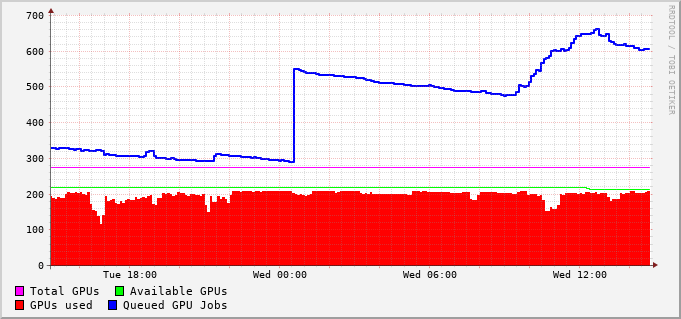 700
600
500
400
300
200
100
0
Tue 18:00 Wed 00:00 Wed 06:00 Wed 12:00
Total GPUs Available GPUs
GPUs used Queued GPU Jobs
RRDTOOL / TOBI OETIKER